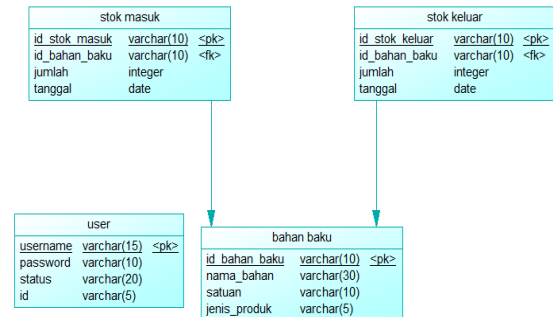 stok masuk
id_stok_masuk varchar(10) <pk>
id_bahan_baku varchar(10) <fk>
jumlah integer
tanggal date
stok keluar
id_stok_keluar varchar(10) <pk>
id_bahan_baku varchar(10) <fk>
jumlah integer
tanggal date
user
username varchar(15) <pk>
password varchar(10)
status varchar(20)
id varchar(5)
bahan baku
id_bahan_baku varchar(10) <pk>
nama_bahan varchar(30)
satuan varchar(10)
jenis_produk varchar(5)